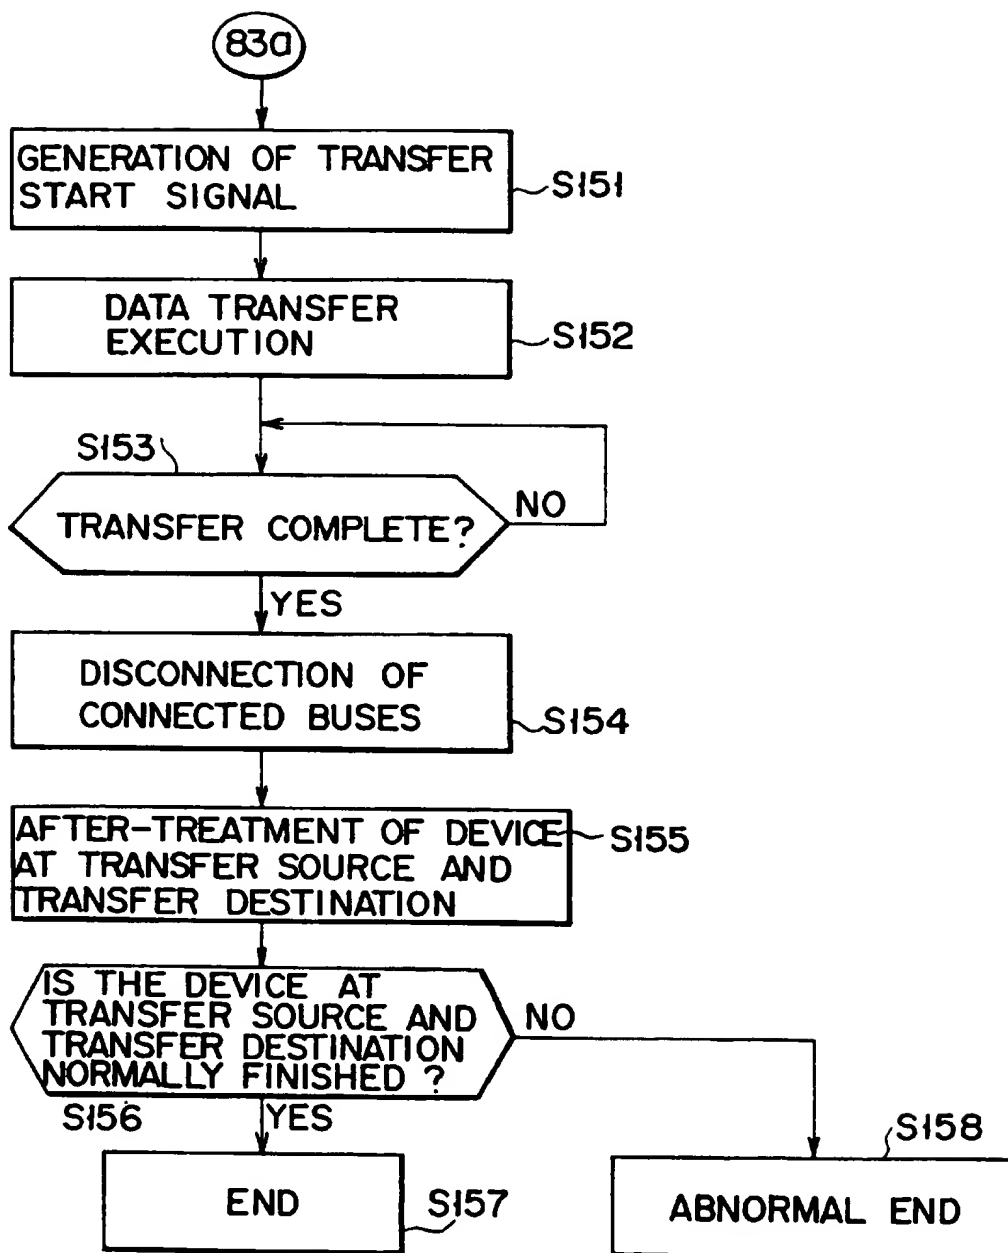 83a
GENERATION OF TRANSFER
START SIGNAL
S151
DATA TRANSFER
EXECUTION
S152
S153
TRANSFER COMPLETE?
NO
YES
DISCONNECTION OF
CONNECTED BUSES
S154
AFTER-TREATMENT OF DEVICE
AT TRANSFER SOURCE AND
TRANSFER DESTINATION
S155
IS THE DEVICE AT
TRANSFER SOURCE AND
TRANSFER DESTINATION
NORMALLY FINISHED ?
NO
S156
YES
END
S157
S158
ABNORMAL END